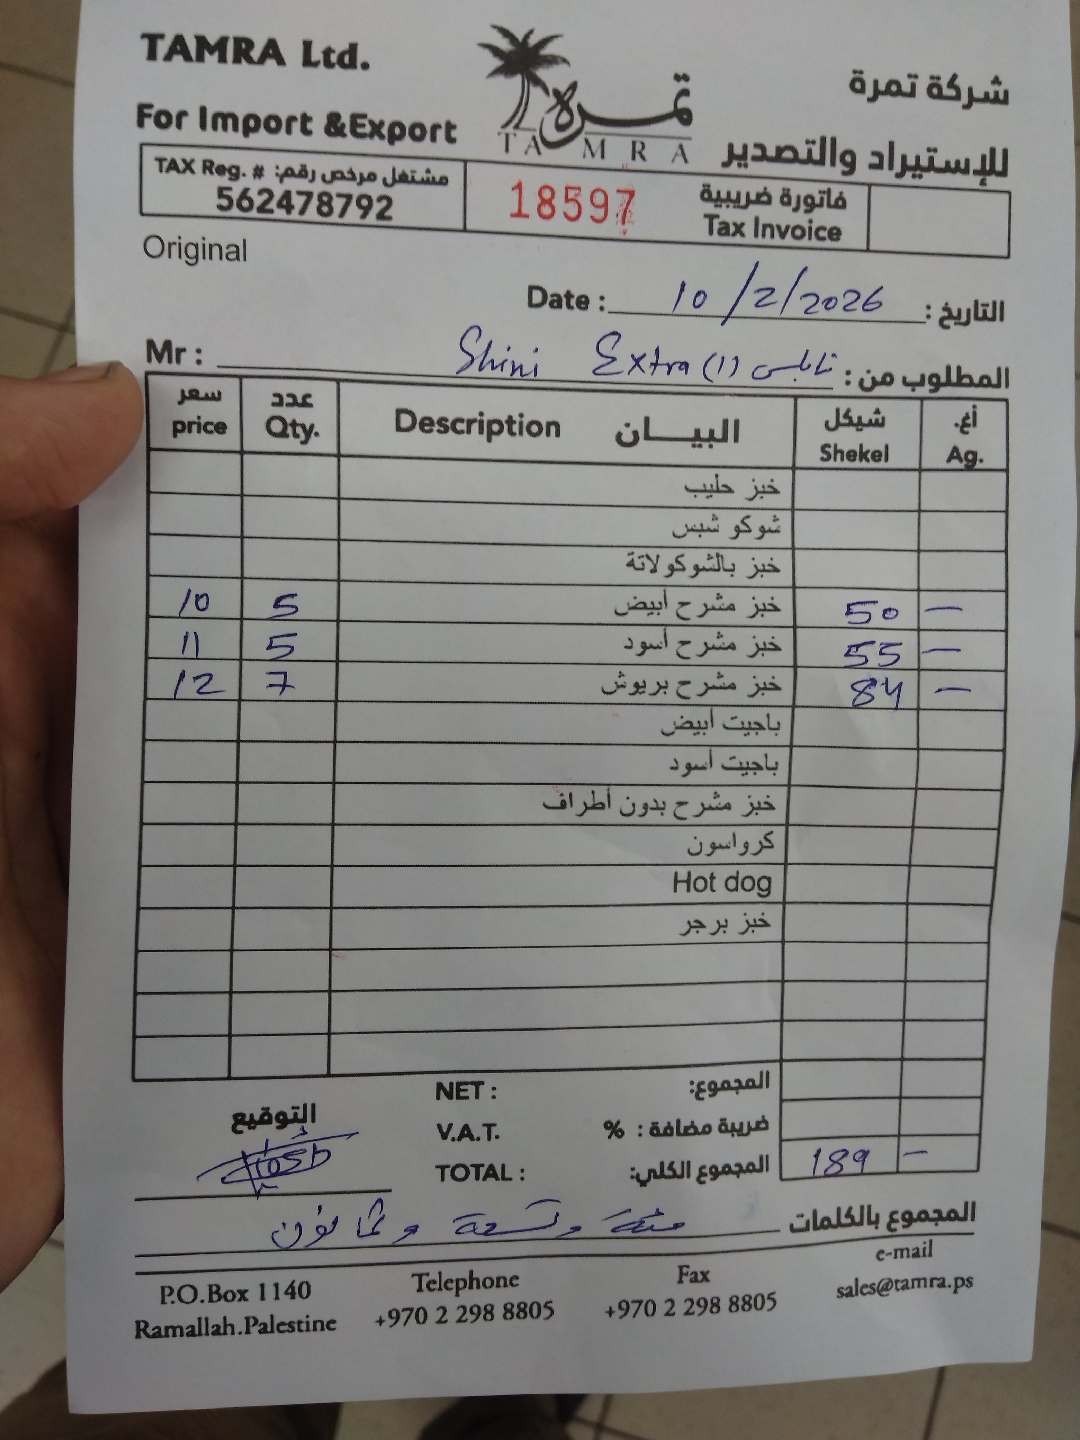 TAMRA Ltd.
For Import &Export
تمرة
TAMRA
شركة تمرة
للإستيراد والتصدير
TAX Reg. # مشتغل مرخص رقم:
562478792
18597
فاتورة ضريبية
Tax Invoice
Original
Date : 10/2/2026 التاريخ :
Mr : Shini Extra (1) نابلس المطلوب من :
سعر عدد شيكل أغ.
price Qty. Description البيـــان Shekel Ag.
خبز حليب
شوكو شبس
خبز بالشوكولاتة
10 5 خبز مشرح أبيض 50 —
11 5 خبز مشرح أسود 55 —
12 7 خبز مشرح بريوش 84 —
باجيت أبيض
باجيت أسود
خبز مشرح بدون أطراف
كرواسون
Hot dog
خبز برجر
NET : المجموع:
التوقيع V.A.T. % ضريبة مضافة :
TOTAL : المجموع الكلي: 189 —
المجموع بالكلمات مئة وتسعة وثمانون
P.O.Box 1140 Telephone Fax e-mail
Ramallah.Palestine +970 2 298 8805 +970 2 298 8805 sales@tamra.ps